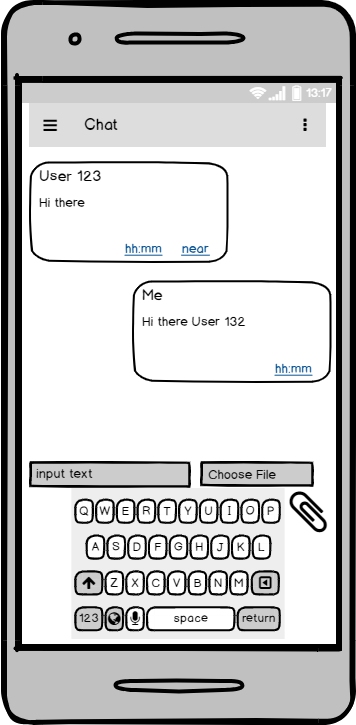 13:17
Chat
User 123
Hi there
hh:mm near
Me
Hi there User 132
hh:mm
input text Choose File
Q W E R T Y U I O P
A S D F G H J K L
Z X C V B N M
123 space return